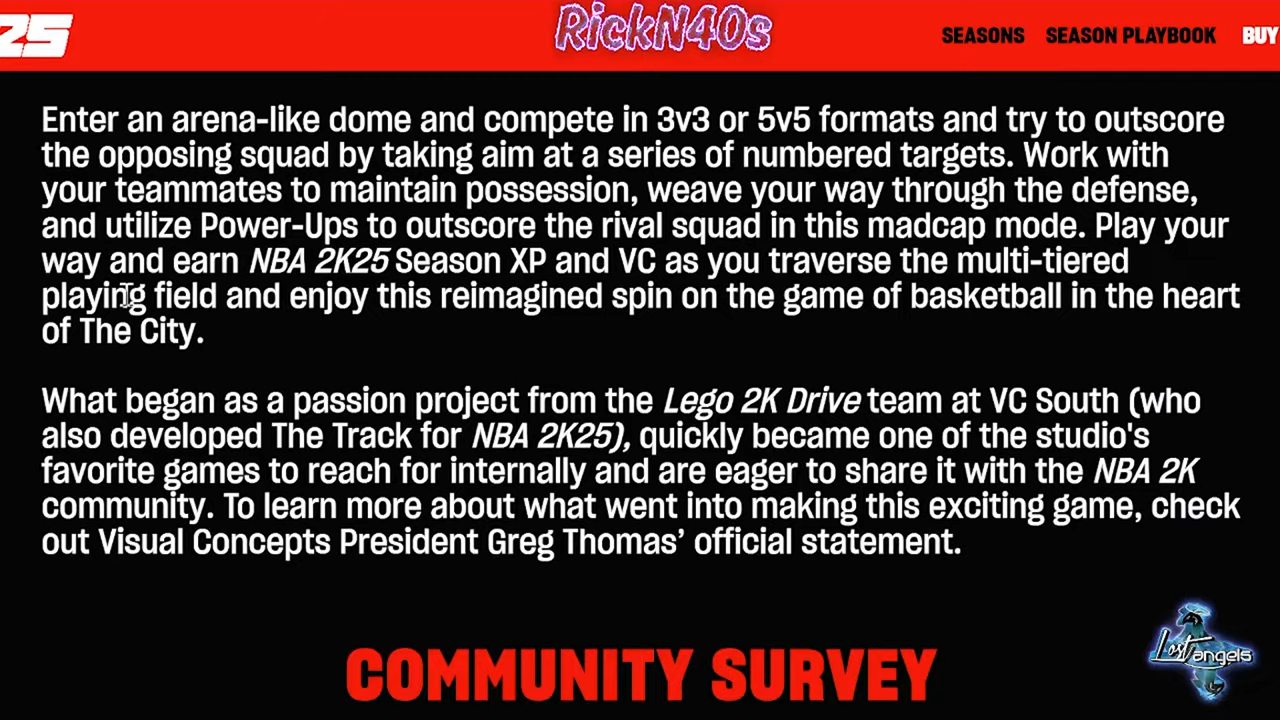 25
RickN40s
SEASONS SEASON PLAYBOOK BUY
Enter an arena-like dome and compete in 3v3 or 5v5 formats and try to outscore
the opposing squad by taking aim at a series of numbered targets. Work with
your teammates to maintain possession, weave your way through the defense,
and utilize Power-Ups to outscore the rival squad in this madcap mode. Play your
way and earn NBA 2K25 Season XP and VC as you traverse the multi-tiered
playing field and enjoy this reimagined spin on the game of basketball in the heart
of The City.
What began as a passion project from the Lego 2K Drive team at VC South (who
also developed The Track for NBA 2K25), quickly became one of the studio's
favorite games to reach for internally and are eager to share it with the NBA 2K
community. To learn more about what went into making this exciting game, check
out Visual Concepts President Greg Thomas’ official statement.
COMMUNITY SURVEY
Lost angels